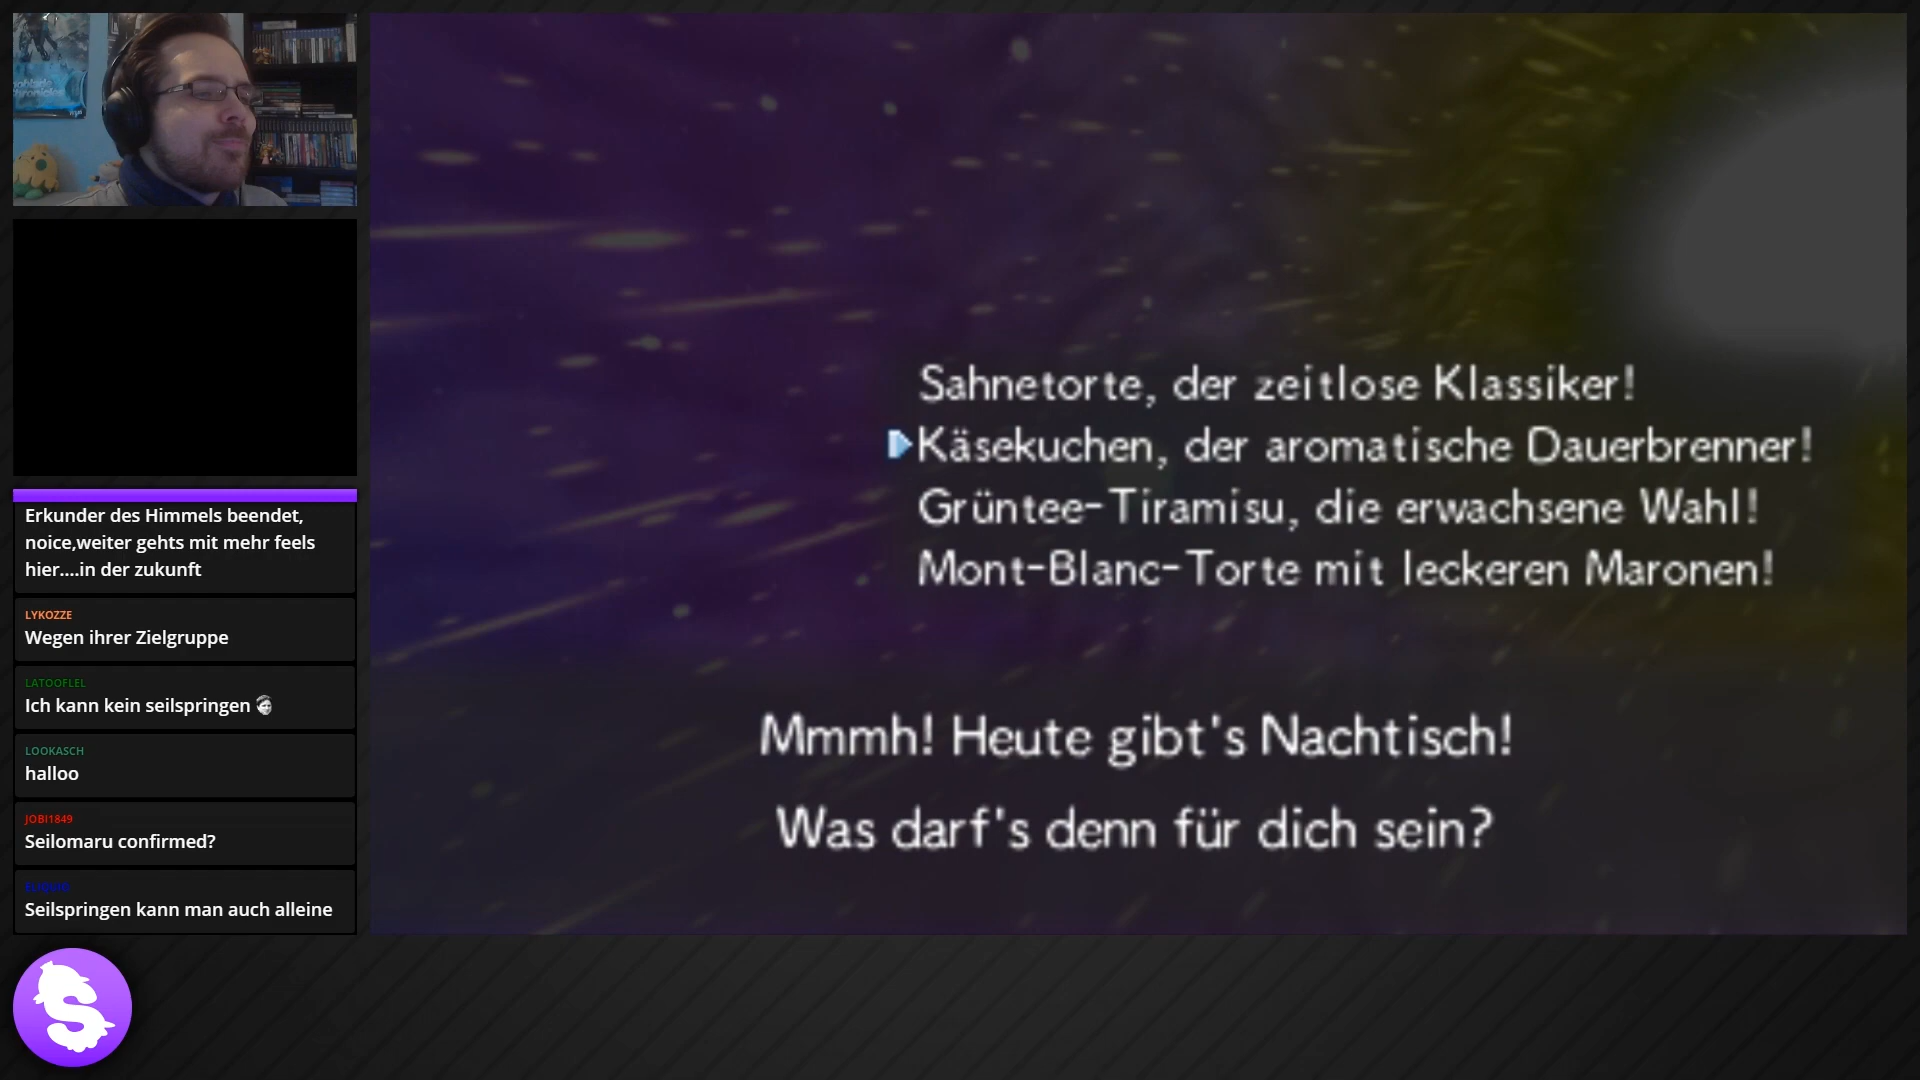 Sahnetorte, der zeitlose Klassiker!
Käsekuchen, der aromatische Dauerbrenner!
Grüntee-Tiramisu, die erwachsene Wahl!
Mont-Blanc-Torte mit leckeren Maronen!
Mmmh! Heute gibt's Nachtisch!
Was darf's denn für dich sein?
Erkunder des Himmels beendet,
noice,weiter gehts mit mehr feels
hier....in der zukunft
LYKOZZE
Wegen ihrer Zielgruppe
LATOOFLEL
Ich kann kein seilspringen
LOOKASCH
halloo
JOBI1849
Seilomaru confirmed?
Seilspringen kann man auch alleine
S